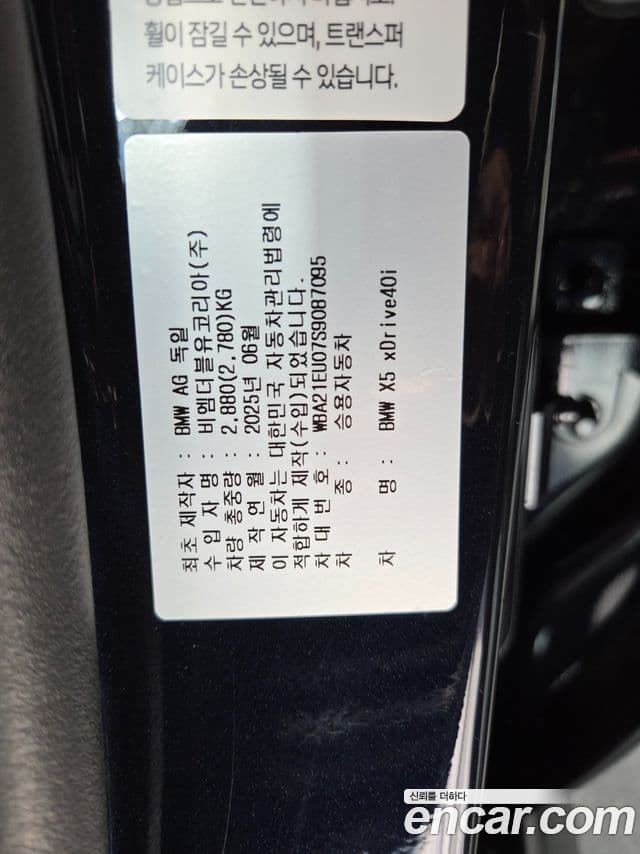 휠이 잠길 수 있으며, 트랜스퍼
케이스가 손상될 수 있습니다.
최초 제작자 : BMW AG 독일
수 입 자 명 : 비엠더블유코리아(주)
차량 총중량 : 2,880(2,780)KG
제 작 연 월 : 2025년 06월
이 자동차는 대한민국 자동차관리법령에
적합하게 제작(수입)되었습니다.
차 대 번 호 : WBA21EU07S9087095
차 종 : 승용자동차
차 명 : BMW X5 xDrive40i
신뢰를 더하다
encar.com